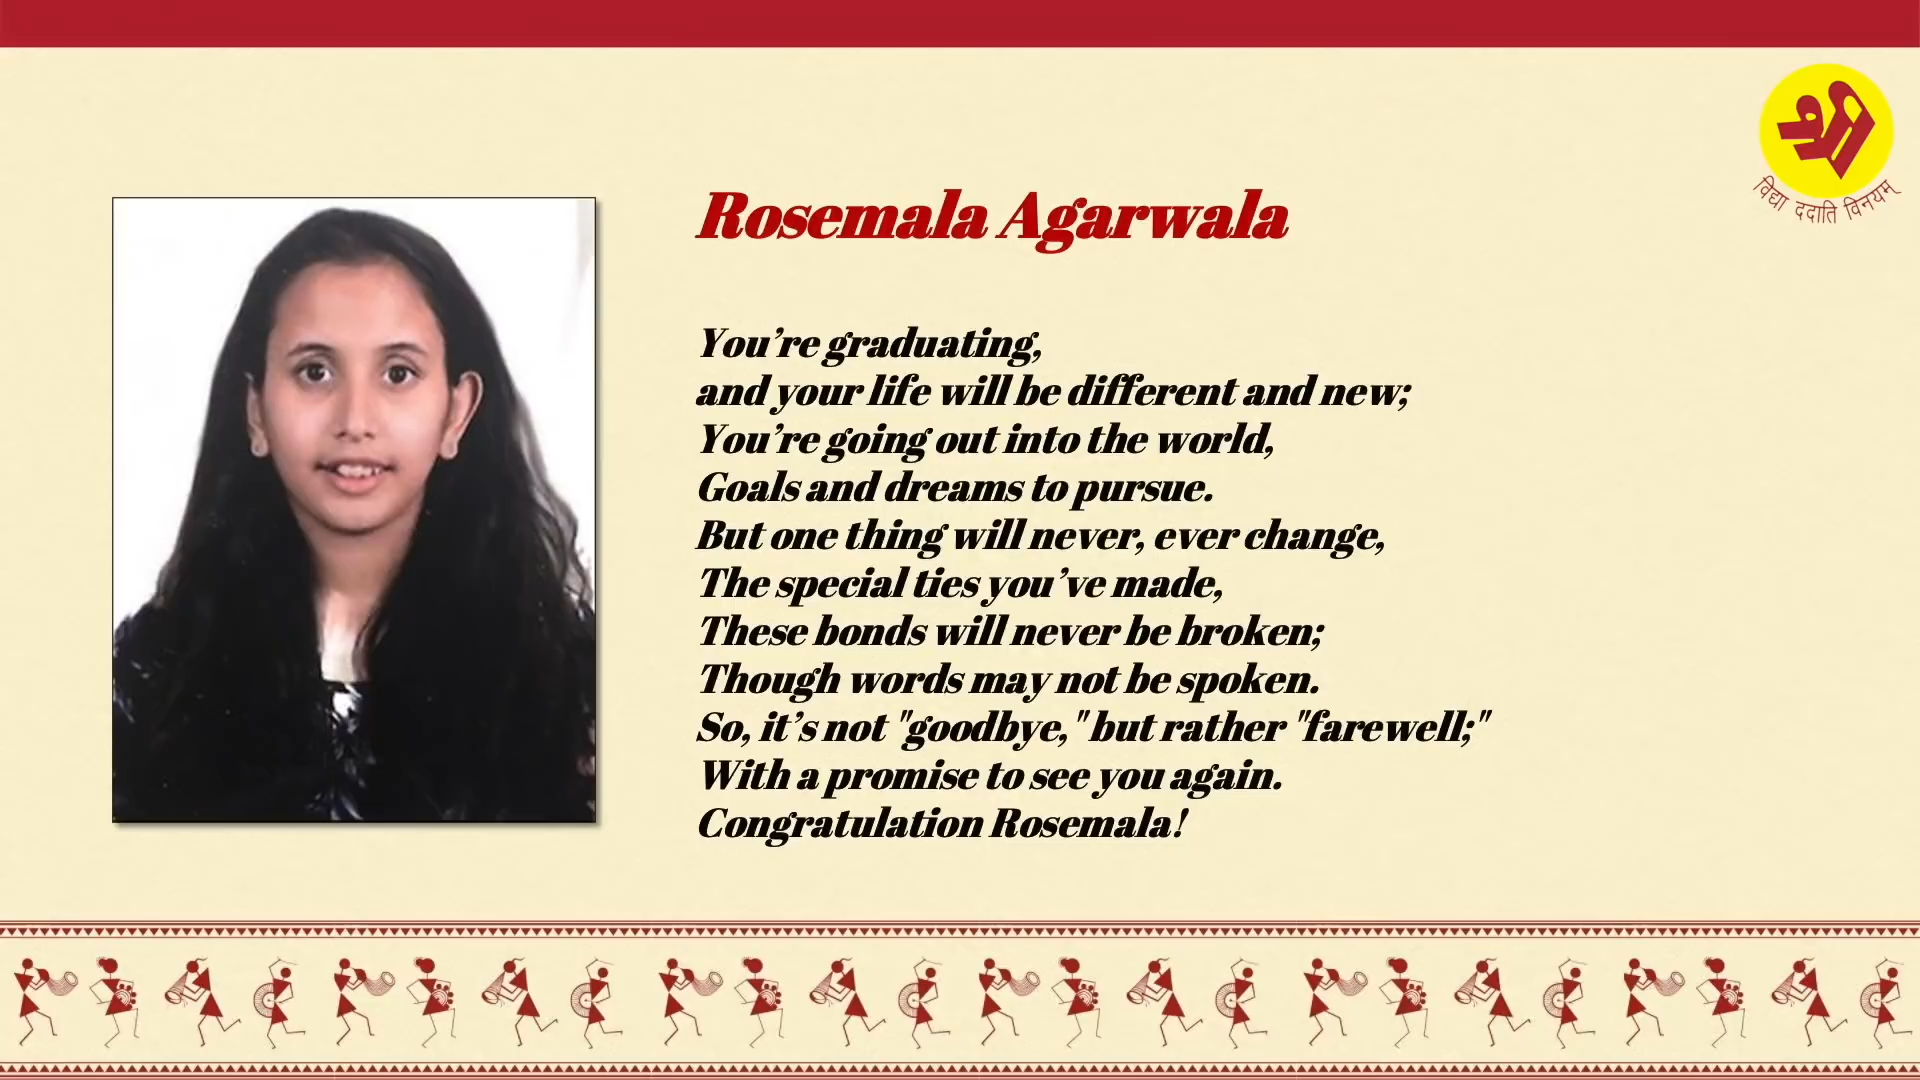 श्री
विद्या ददाति विनयम्
Rosemala Agarwala
You’re graduating,
and your life will be different and new;
You’re going out into the world,
Goals and dreams to pursue.
But one thing will never, ever change,
The special ties you’ve made,
These bonds will never be broken;
Though words may not be spoken.
So, it’s not "goodbye," but rather "farewell;"
With a promise to see you again.
Congratulation Rosemala!